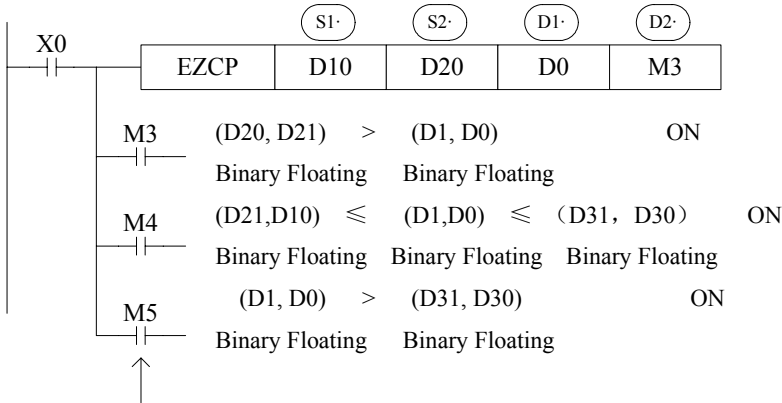 S1· S2· D1· D2·
X0
EZCP D10 D20 D0 M3
M3 (D20, D21) > (D1, D0) ON
Binary Floating Binary Floating
M4 (D21,D10) ≤ (D1,D0) ≤ （D31，D30） ON
Binary Floating Binary Floating Binary Floating
M5 (D1, D0) > (D31, D30) ON
Binary Floating Binary Floating